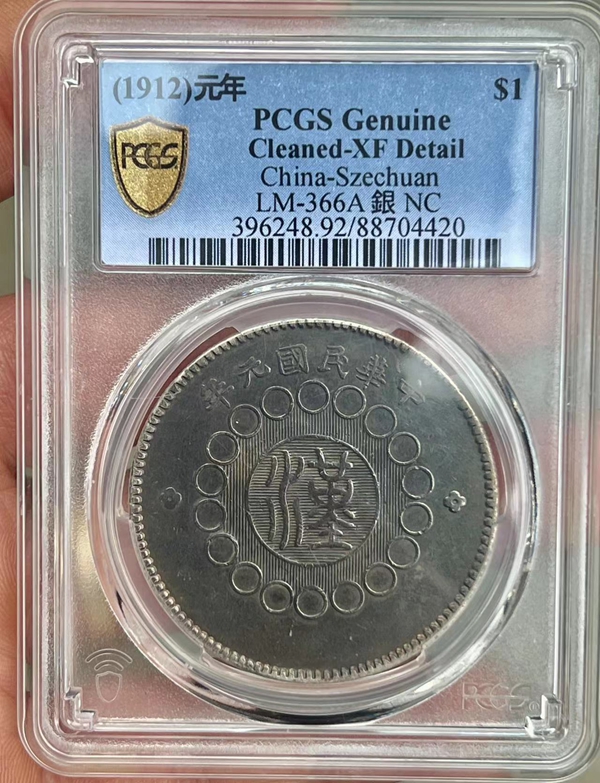 (1912)元年 $1
PCGS
PCGS Genuine
Cleaned-XF Detail
China-Szechuan
LM-366A 銀 NC
396248.92/88704420
年元國民華中
漢
PCGS